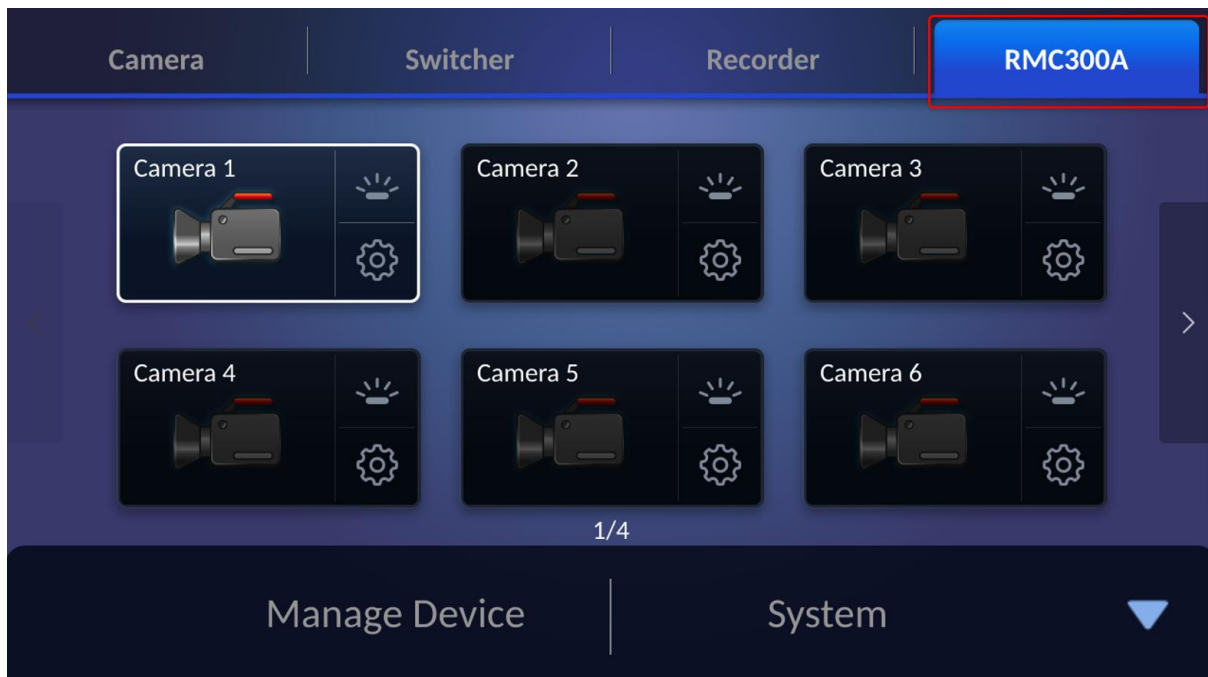 Camera Switcher Recorder RMC300A
Camera 1 Camera 2 Camera 3
Camera 4 Camera 5 Camera 6
1/4
Manage Device System